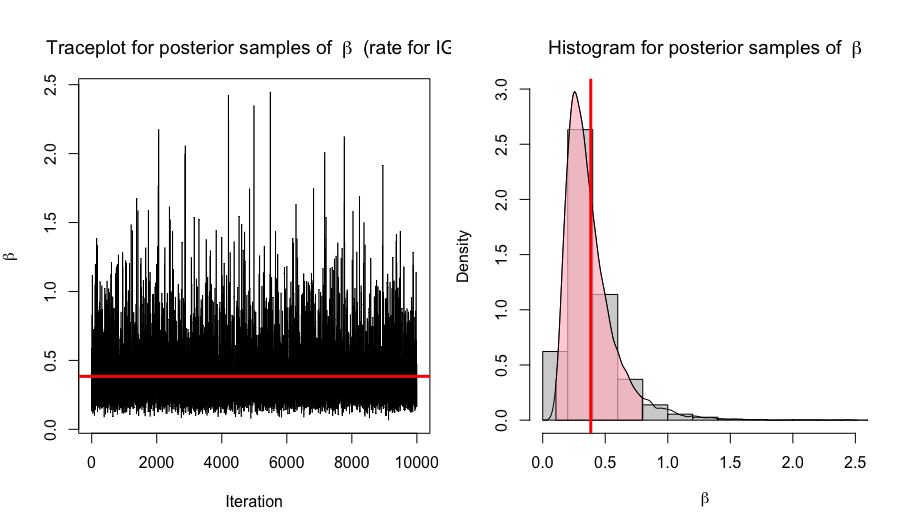 Traceplot for posterior samples of β (rate for IG
β
0.0 0.5 1.0 1.5 2.0 2.5
0 2000 4000 6000 8000 10000
Iteration
Histogram for posterior samples of β
Density
0.0 0.5 1.0 1.5 2.0 2.5 3.0
0.0 0.5 1.0 1.5 2.0 2.5
β